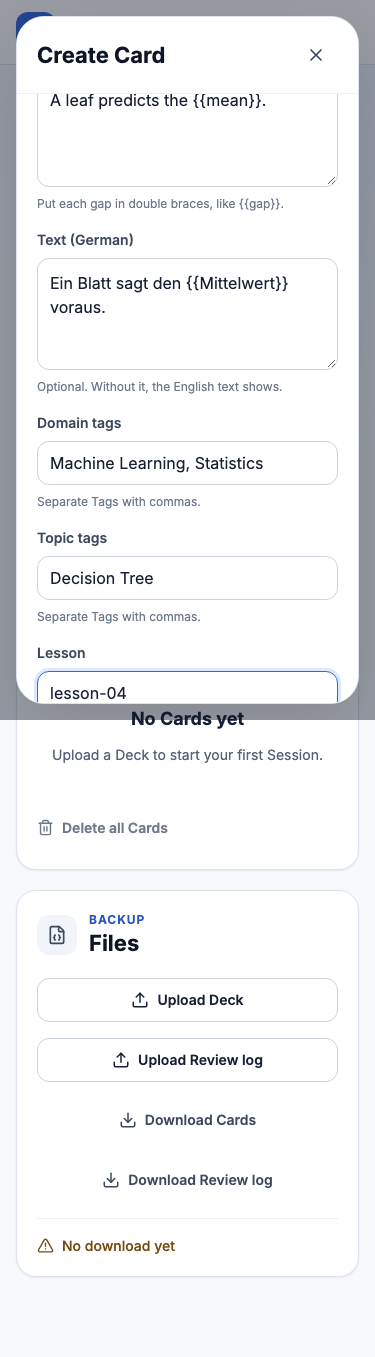 Create Card
A leaf predicts the {{mean}}.
Put each gap in double braces, like {{gap}}.
Text (German)
Ein Blatt sagt den {{Mittelwert}}
voraus.
Optional. Without it, the English text shows.
Domain tags
Machine Learning, Statistics
Separate Tags with commas.
Topic tags
Decision Tree
Separate Tags with commas.
Lesson
lesson-04
No Cards yet
Upload a Deck to start your first Session.
Delete all Cards
BACKUP
Files
Upload Deck
Upload Review log
Download Cards
Download Review log
No download yet